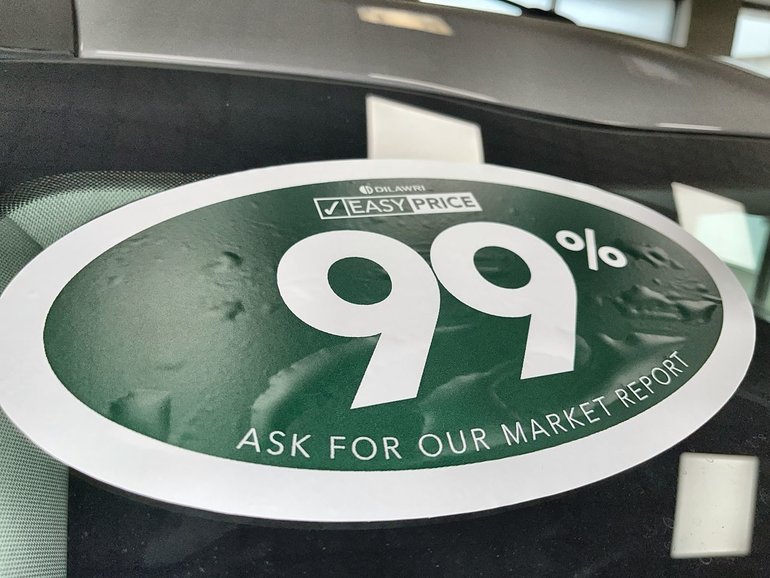 DILAWRI
✓ EASY PRICE
99%
ASK FOR OUR MARKET REPORT